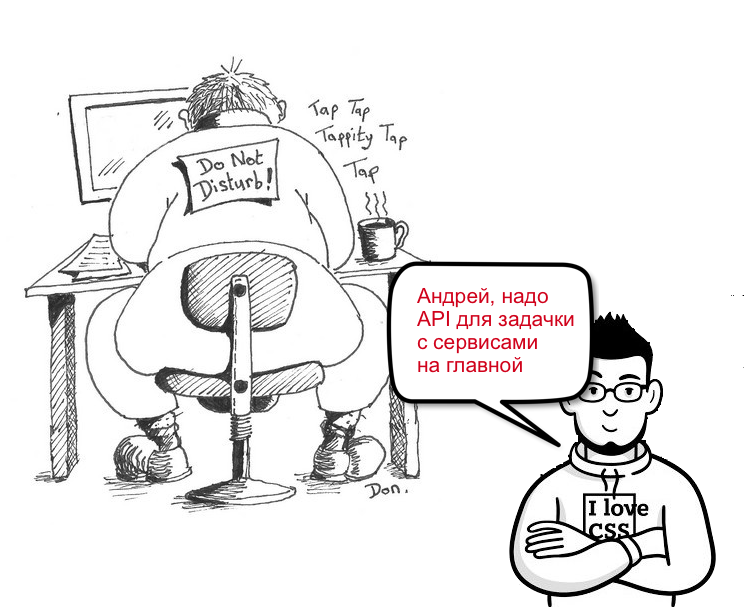 Tap Tap
Tappity Tap
Tap
Do Not
Disturb!
Андрей, надо
API для задачки
с сервисами
на главной
I love
CSS
Don.